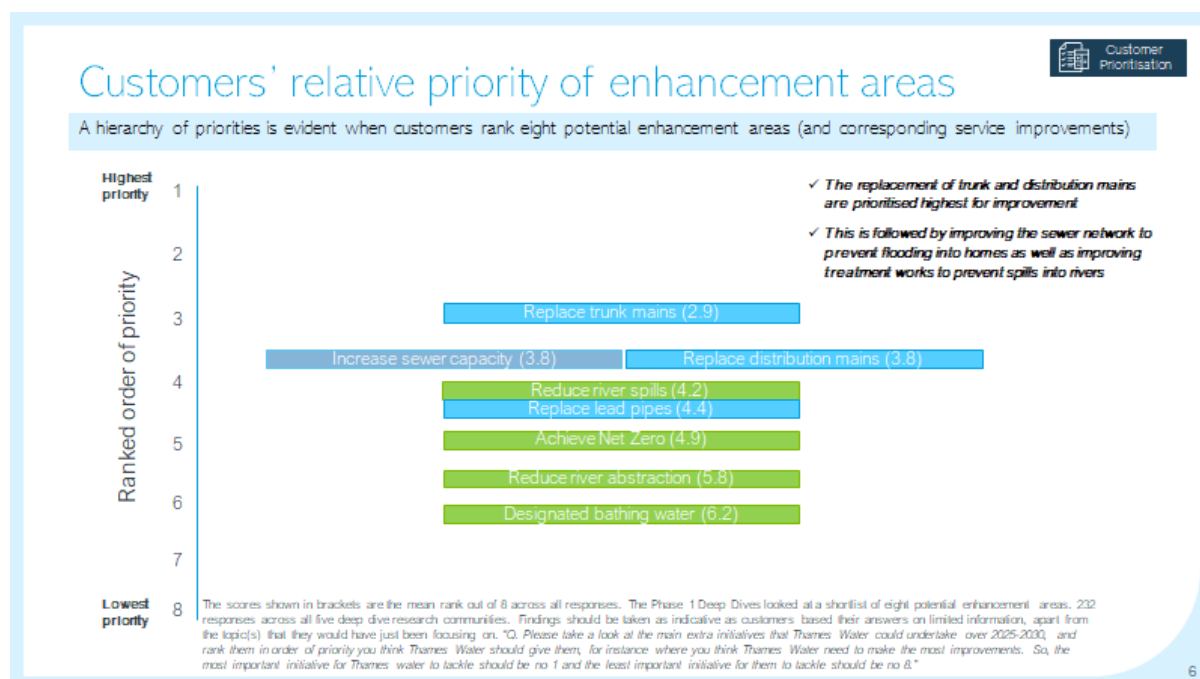 Customer
Prioritisation
Customers' relative priority of enhancement areas
A hierarchy of priorities is evident when customers rank eight potential enhancement areas (and corresponding service improvements)
Highest
priority
1
2
3
4
5
6
7
8
Lowest
priority
Ranked order of priority
✓ The replacement of trunk and distribution mains
are prioritised highest for improvement
✓ This is followed by improving the sewer network to
prevent flooding into homes as well as improving
treatment works to prevent spills into rivers
Replace trunk mains (2.9)
Increase sewer capacity (3.8)
Replace distribution mains (3.8)
Reduce river spills (4.2)
Replace lead pipes (4.4)
Achieve Net Zero (4.9)
Reduce river abstraction (5.8)
Designated bathing water (6.2)
The scores shown in brackets are the mean rank out of 8 across all responses. The Phase 1 Deep Dives looked at a shortlist of eight potential enhancement areas. 232
responses across all five deep dive research communities. Findings should be taken as indicative as customers based their answers on limited information, apart from
the topic(s) that they would have just been focusing on. "Q. Please take a look at the main extra initiatives that Thames Water could undertake over 2025-2030, and
rank them in order of priority you think Thames Water should give them, for instance where you think Thames Water need to make the most improvements. So, the
most important initiative for Thames water to tackle should be no 1 and the least important initiative for them to tackle should be no 8."
6